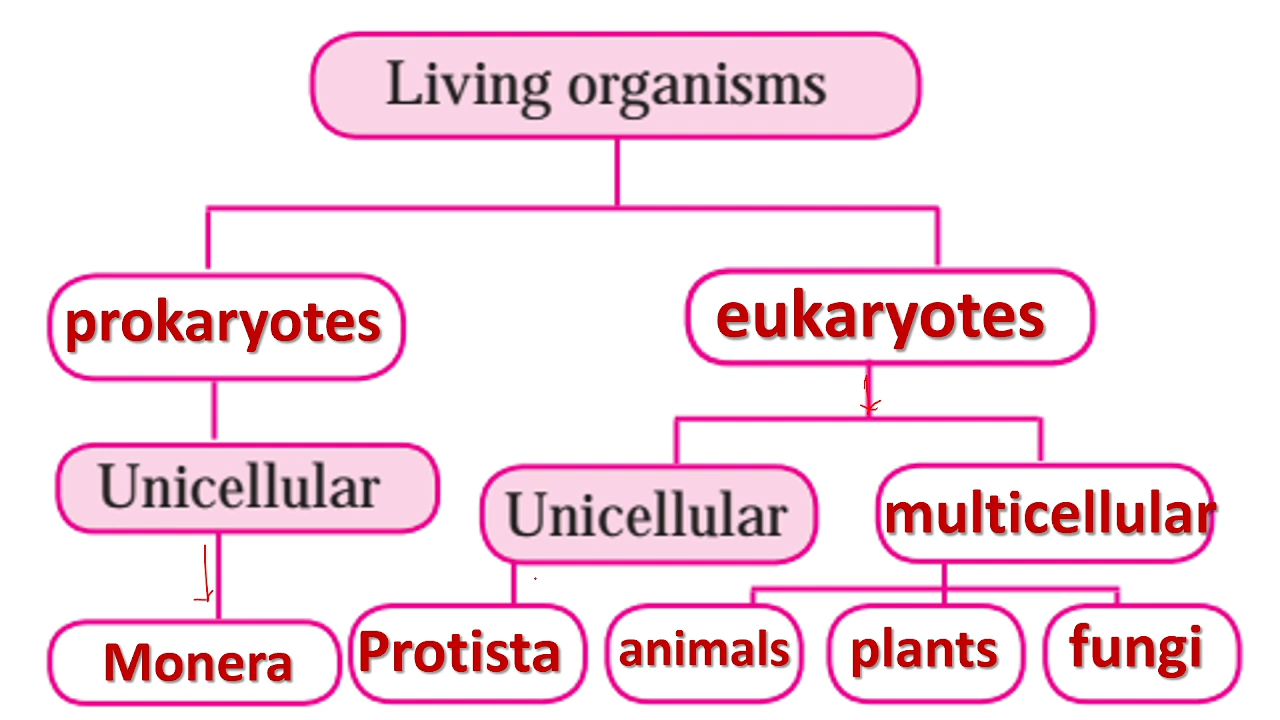 Living organisms
prokaryotes
eukaryotes
Unicellular
Unicellular
multicellular
Monera
Protista
animals
plants
fungi